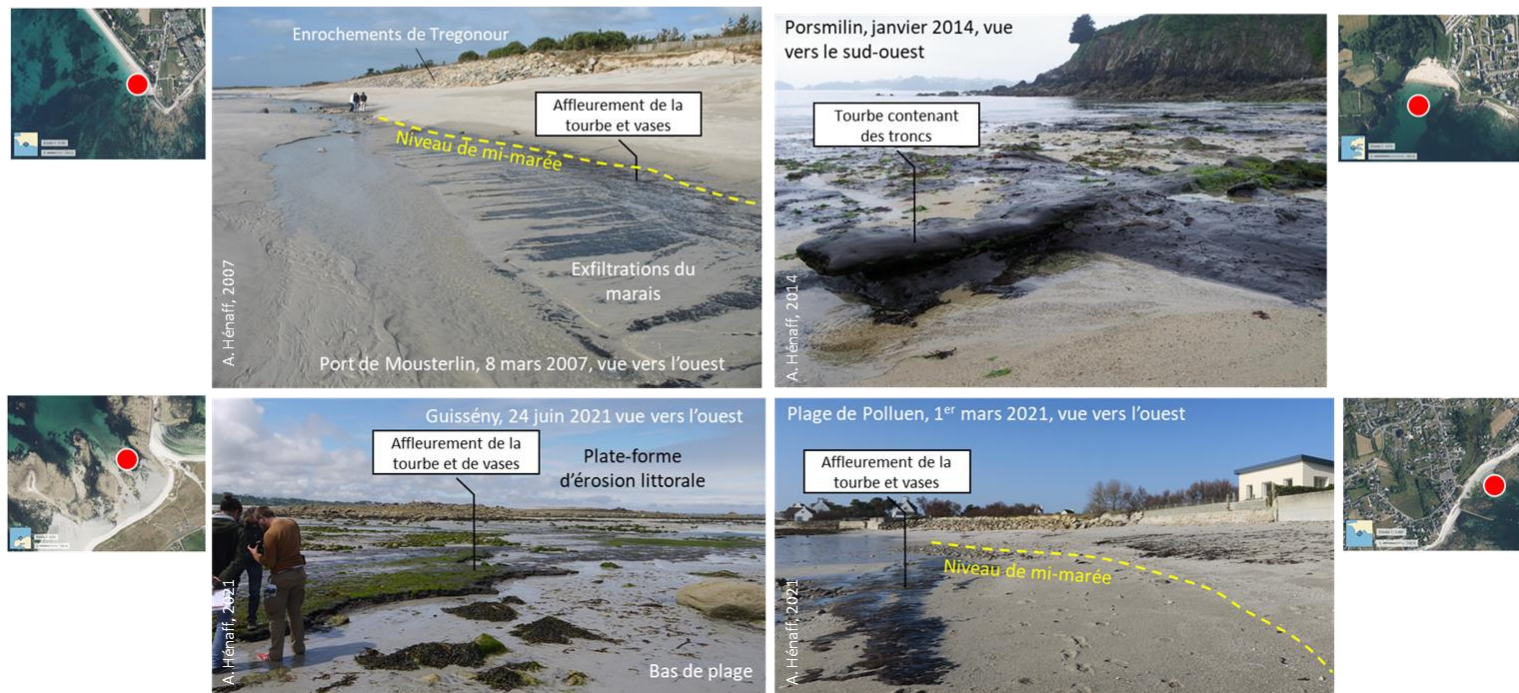 Enrochements de Tregonour
Affleurement de la
tourbe et vases
Niveau de mi-marée
Exfiltrations du
marais
A. Hénaff, 2007
Port de Mousterlin, 8 mars 2007, vue vers l'ouest
Porsmilin, janvier 2014, vue
vers le sud-ouest
Tourbe contenant
des troncs
A. Hénaff, 2014
Guissény, 24 juin 2021 vue vers l'ouest
Affleurement de la
tourbe et de vases
Plate-forme
d'érosion littorale
A. Hénaff, 2021
Bas de plage
Plage de Polluen, 1er mars 2021, vue vers l'ouest
Affleurement de la
tourbe et vases
Niveau de mi-marée
A. Hénaff, 2021